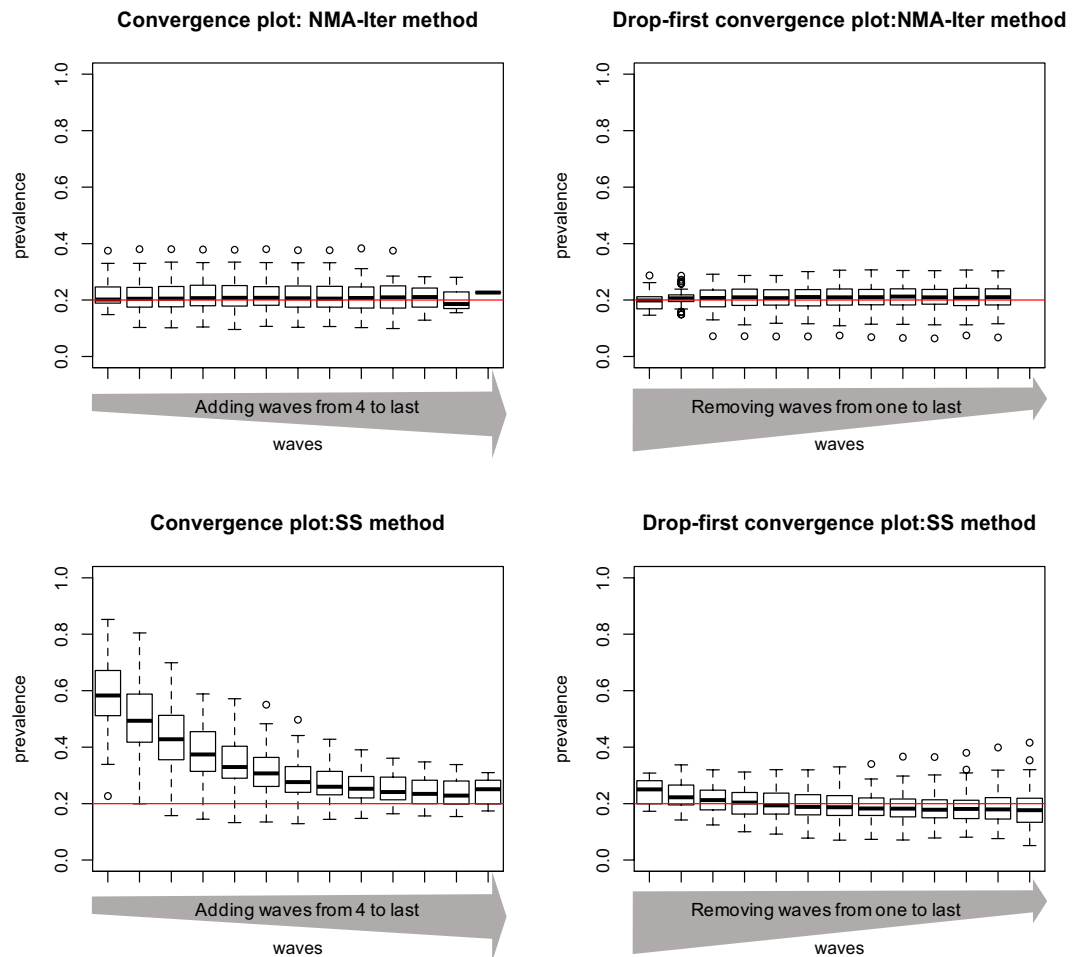 Convergence plot: NMA-Iter method
prevalence
1.0
0.8
0.6
0.4
0.2
0.0
Adding waves from 4 to last
waves
Drop-first convergence plot:NMA-Iter method
prevalence
1.0
0.8
0.6
0.4
0.2
0.0
Removing waves from one to last
waves
Convergence plot:SS method
prevalence
1.0
0.8
0.6
0.4
0.2
0.0
Adding waves from 4 to last
waves
Drop-first convergence plot:SS method
prevalence
1.0
0.8
0.6
0.4
0.2
0.0
Removing waves from one to last
waves